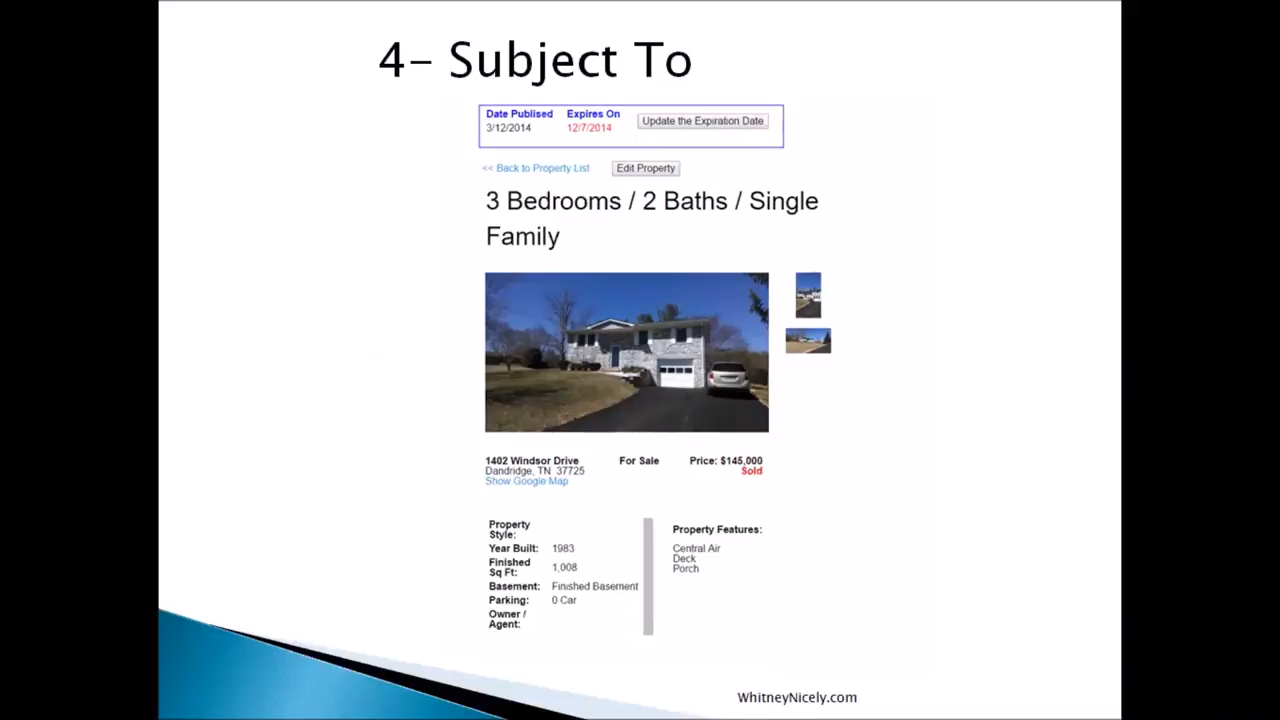 4- Subject To
Date Publised Expires On
3/12/2014 12/7/2014 Update the Expiration Date
<< Back to Property List Edit Property
3 Bedrooms / 2 Baths / Single
Family
1402 Windsor Drive For Sale Price: $145,000
Dandridge, TN 37725 Sold
Show Google Map
Property
Style:
Year Built: 1983
Finished
Sq Ft: 1,008
Basement: Finished Basement
Parking: 0 Car
Owner /
Agent:
Property Features:
Central Air
Deck
Porch
WhitneyNicely.com